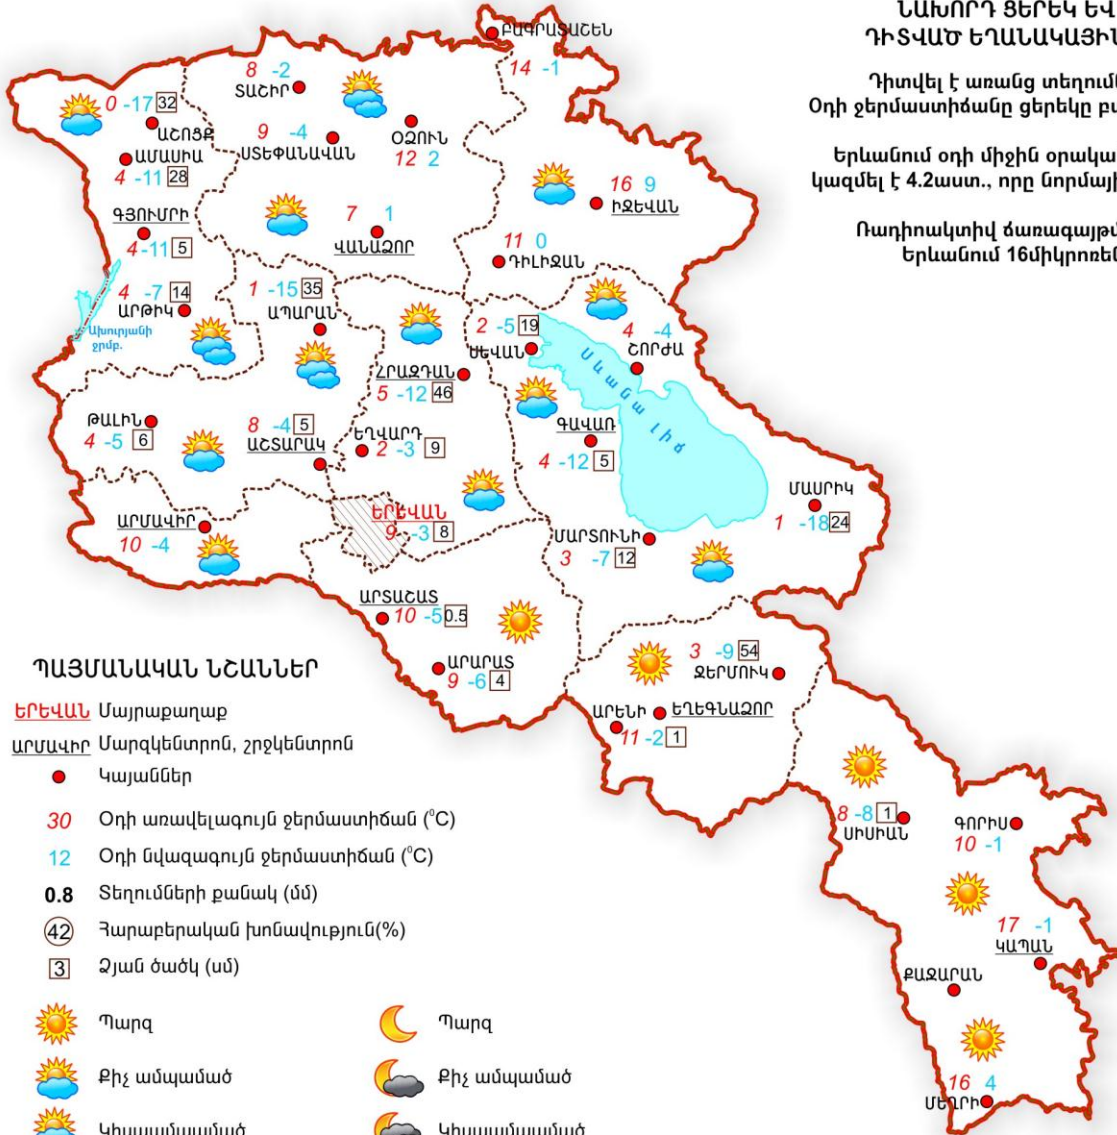 ՆԱԽՈՐԴ ՑԵՐԵԿ ԵՎ
ԴԻՏՎԱԾ ԵՂԱՆԱԿԱՅԻՆ
Դիտվել է առանց տեղում
Օդի ջերմաստիճանը ցերեկը բա
Երևանում օդի միջին օրակա
կազմել է 4.2աստ., որը նորմայի
Ռադիոակտիվ ճառագայթմ
Երևանում 16միկրոռեն
ԲԱԳՐԱՏԱՇԵՆ
14 -1
8 -2
ՏԱՇԻՐ
0 -17 32
ԱՇՈՑՔ
ԱՄԱՍԻԱ
4 -11 28
9 -4
ՍՏԵՓԱՆԱՎԱՆ
ՕՁՈՒՆ
12 2
16 9
ԻՋԵՎԱՆ
ԳՅՈՒՄՐԻ
4 -11 5
7 1
ՎԱՆԱՁՈՐ
11 0
ԴԻԼԻՋԱՆ
4 -7 14
ԱՐԹԻԿ
1 -15 35
ԱՊԱՐԱՆ
Ախուրյանի
ջրմբ.
2 -5 19
ՍԵՎԱՆ
4 -4
ՇՈՐԺԱ
Սևանա լիճ
ՀՐԱԶԴԱՆ
5 -12 46
ԹԱԼԻՆ
4 -5 6
8 -4 5
ԱՇՏԱՐԱԿ
ԵՂՎԱՐԴ
2 -3 9
ԳԱՎԱՌ
4 -12 5
ՄԱՍՐԻԿ
1 -18 24
ԱՐՄԱՎԻՐ
10 -4
ԵՐԵՎԱՆ
9 -3 8
ՄԱՐՏՈՒՆԻ
3 -7 12
ԱՐՏԱՇԱՏ
10 -5 0.5
ԱՐԱՐԱՏ
9 -6 4
3 -9 54
ՋԵՐՄՈՒԿ
ԱՐԵՆԻ
ԵՂԵԳՆԱՁՈՐ
11 -2 1
8 -8 1
ՍԻՍԻԱՆ
ԳՈՐԻՍ
10 -1
17 -1
ԿԱՊԱՆ
ՔԱՋԱՐԱՆ
16 4
ՄԵՂՐԻ
ՊԱՅՄԱՆԱԿԱՆ ՆՇԱՆՆԵՐ
ԵՐԵՎԱՆ Մայրաքաղաք
ԱՐՄԱՎԻՐ Մարզկենտրոն, շրջկենտրոն
Կայաններ
30 Օդի առավելագույն ջերմաստիճան (⁰C)
12 Օդի նվազագույն ջերմաստիճան (⁰C)
0.8 Տեղումների քանակ (մմ)
42 Հարաբերական խոնավություն(%)
3 Ձյան ծածկ (սմ)
Պարզ Պարզ
Քիչ ամպամած Քիչ ամպամած